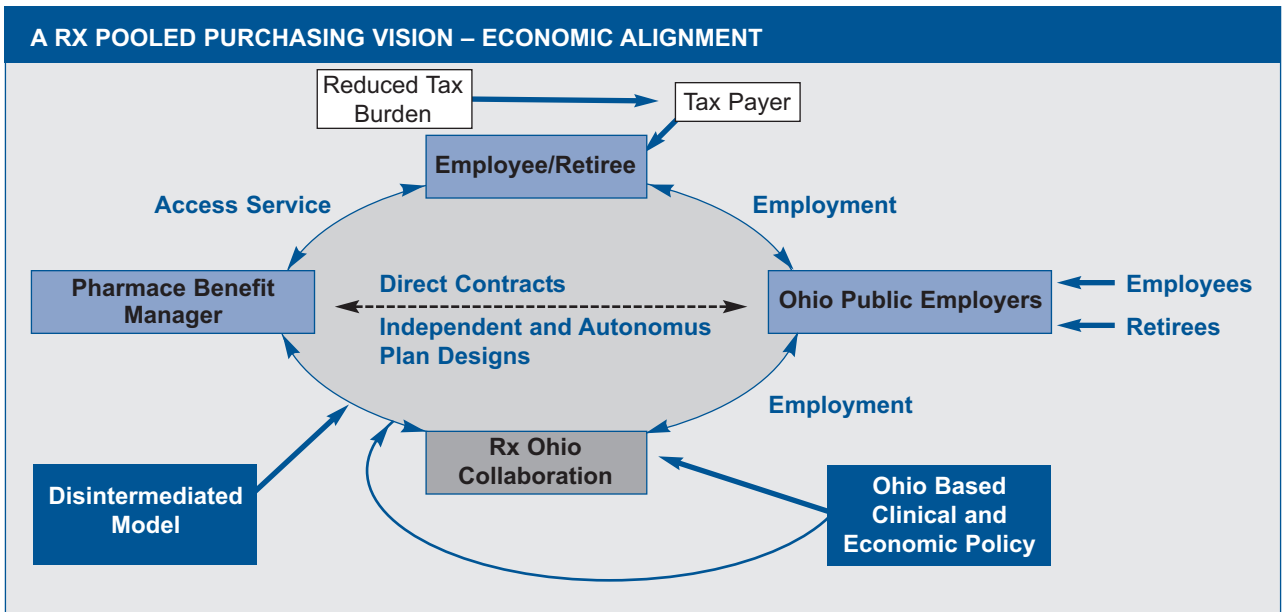 A RX POOLED PURCHASING VISION – ECONOMIC ALIGNMENT
Reduced Tax
Burden
Tax Payer
Employee/Retiree
Access Service
Employment
Pharmace Benefit
Manager
Direct Contracts
Independent and Autonomus
Plan Designs
Ohio Public Employers
Employees
Retirees
Employment
Rx Ohio
Collaboration
Disintermediated
Model
Ohio Based
Clinical and
Economic Policy